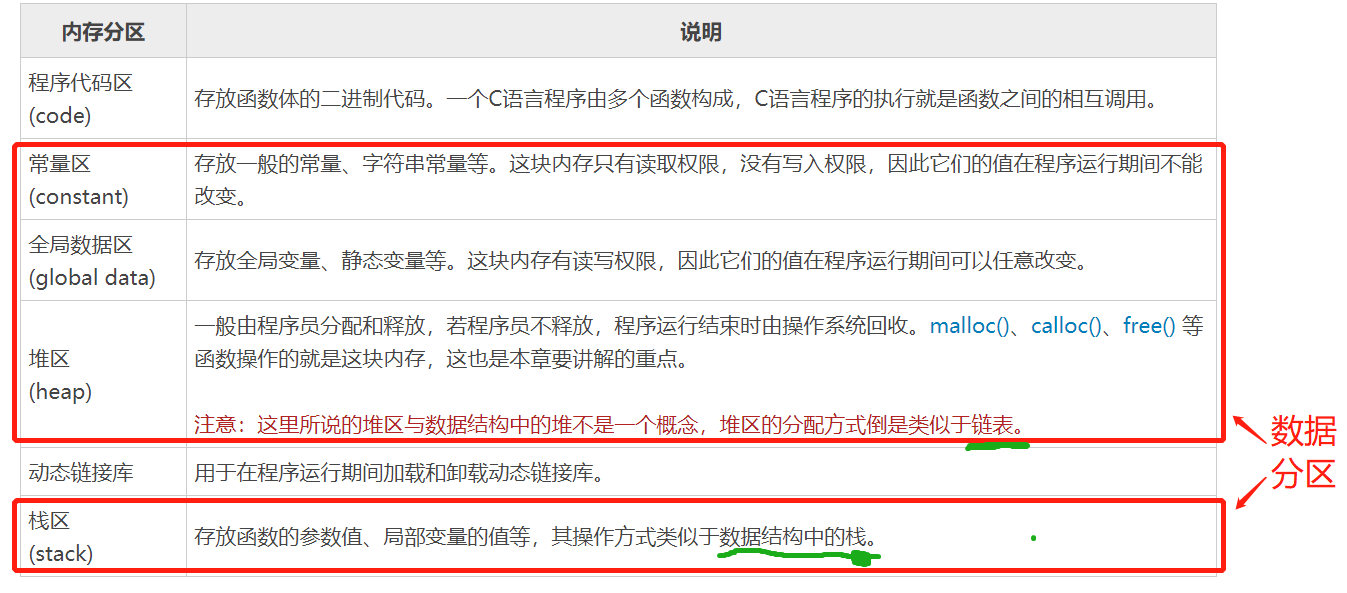 内存分区 说明
程序代码区
(code)
存放函数体的二进制代码。一个C语言程序由多个函数构成，C语言程序的执行就是函数之间的相互调用。
常量区
(constant)
存放一般的常量、字符串常量等。这块内存只有读取权限，没有写入权限，因此它们的值在程序运行期间不能
改变。
全局数据区
(global data)
存放全局变量、静态变量等。这块内存有读写权限，因此它们的值在程序运行期间可以任意改变。
堆区
(heap)
一般由程序员分配和释放，若程序员不释放，程序运行结束时由操作系统回收。malloc()、calloc()、free() 等
函数操作的就是这块内存，这也是本章要讲解的重点。
注意：这里所说的堆区与数据结构中的堆不是一个概念，堆区的分配方式倒是类似于链表。
动态链接库
用于在程序运行期间加载和卸载动态链接库。
栈区
(stack)
存放函数的参数值、局部变量的值等，其操作方式类似于数据结构中的栈。
数据
分区